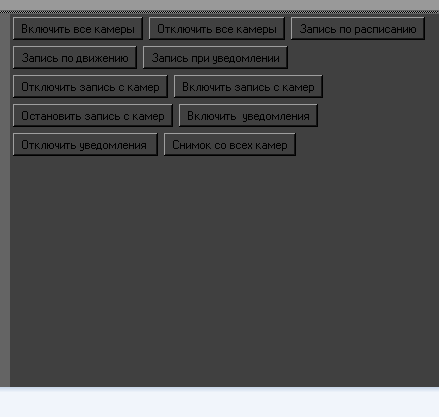 Включить все камеры Отключить все камеры Запись по расписанию
Запись по движению Запись при уведомлении
Отключить запись с камер Включить запись с камер
Остановить запись с камер Включить уведомления
Отключить уведомления Снимок со всех камер